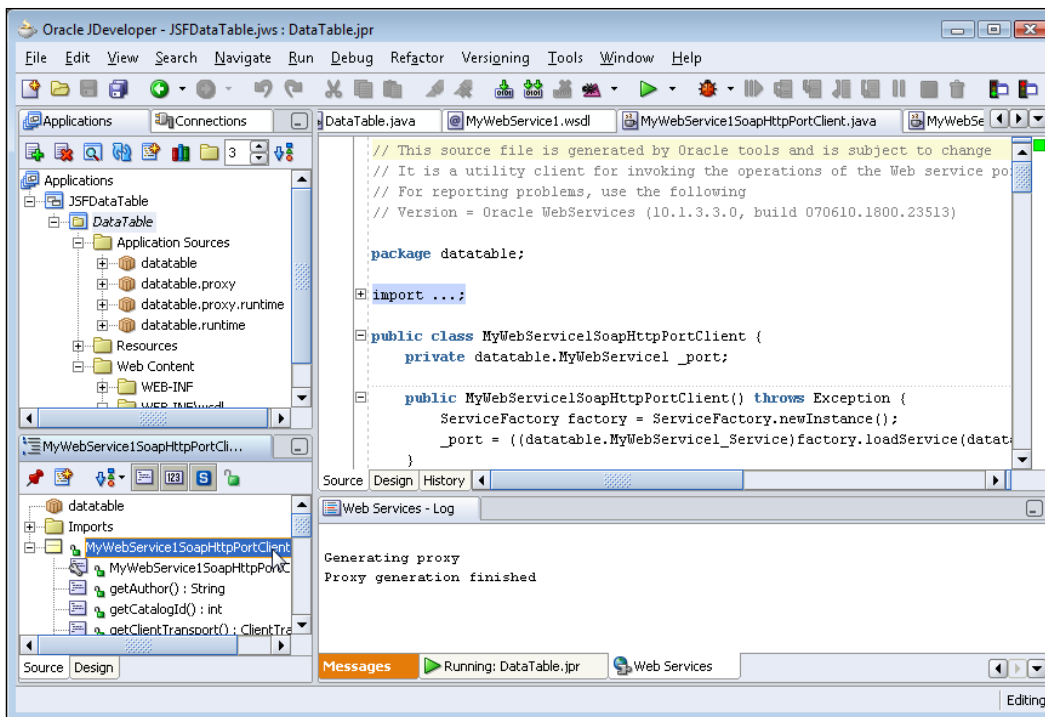 Oracle JDeveloper - JSFDataTable.jws : DataTable.jpr
File Edit View Search Navigate Run Debug Refactor Versioning Tools Window Help
Applications Connections
3
Applications
JSFDataTable
DataTable
Application Sources
datatable
datatable.proxy
datatable.proxy.runtime
datatable.runtime
Resources
Web Content
WEB-INF
WEB-INF\wsdl
DataTable.java MyWebService1.wsdl MyWebService1SoapHttpPortClient.java MyWebSe
// This source file is generated by Oracle tools and is subject to change
// It is a utility client for invoking the operations of the Web service po
// For reporting problems, use the following
// Version = Oracle WebServices (10.1.3.3.0, build 070610.1800.23513)
package datatable;
import ...;
public class MyWebService1SoapHttpPortClient {
private datatable.MyWebService1 _port;
public MyWebService1SoapHttpPortClient() throws Exception {
ServiceFactory factory = ServiceFactory.newInstance();
_port = ((datatable.MyWebService1_Service)factory.loadService(datat
}
Source Design History
MyWebService1SoapHttpPortCli...
123 S
datatable
Imports
MyWebService1SoapHttpPortClient
MyWebService1SoapHttpPortC
getAuthor() : String
getCatalogId() : int
getClientTransport() : ClientTra
Source Design
Web Services - Log
Generating proxy
Proxy generation finished
Messages Running: DataTable.jpr Web Services
Editing